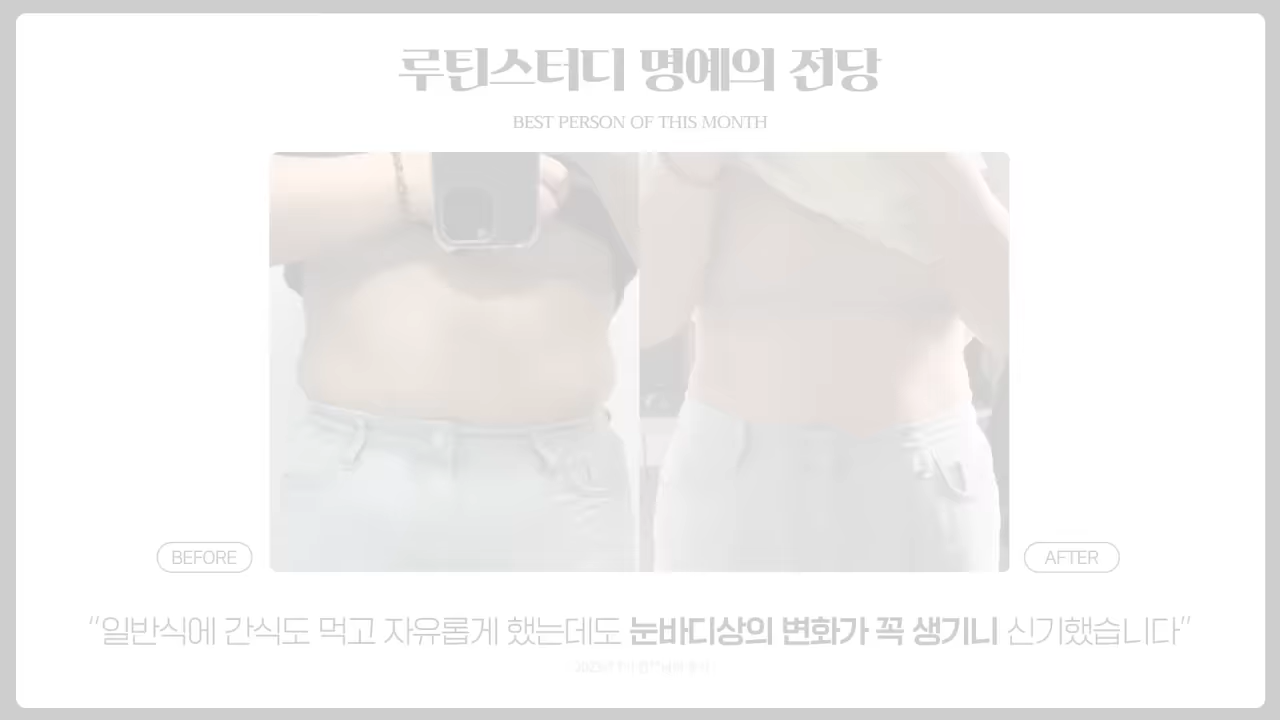 루틴스터디 명예의 전당
BEST PERSON OF THIS MONTH
BEFORE
AFTER
"일반식에 간식도 먹고 자유롭게 했는데도 눈바디상의 변화가 꼭 생기니 신기했습니다"